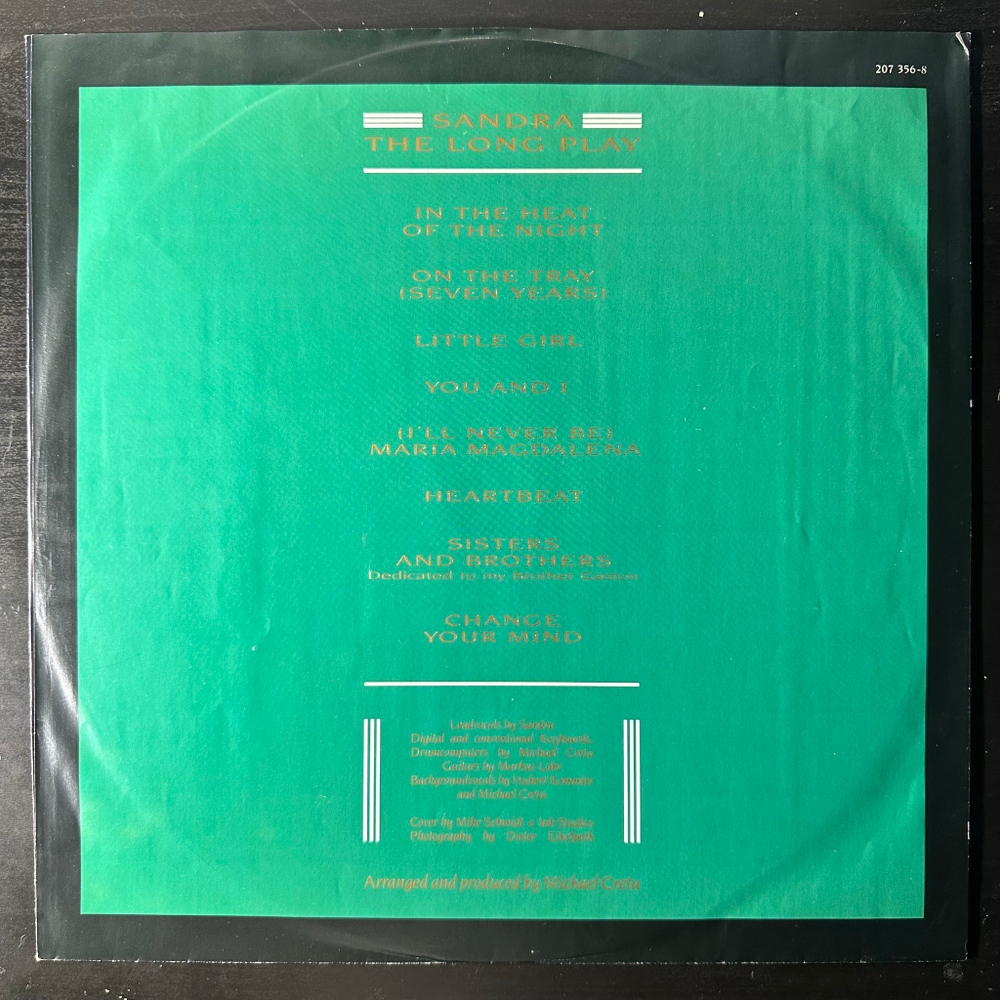 207 356-8
SANDRA
THE LONG PLAY
IN THE HEAT
OF THE NIGHT
ON THE TRAY
(SEVEN YEARS)
LITTLE GIRL
YOU AND I
(I'LL NEVER BE)
MARIA MAGDALENA
HEARTBEAT
SISTERS
AND BROTHERS
Dedicated to my Brother Gaston
CHANGE
YOUR MIND
Leadvocals by Sandra
Digital and conventional Keyboards,
Drumcomputers by Michael Cretu
Guitars by Markus Löhr
Backgroundvocals by Hubert Kemmler
and Michael Cretu
Cover by Mike Schmidt
Photography by Dieter Eikelpoth
Arranged and produced by Michael Cretu